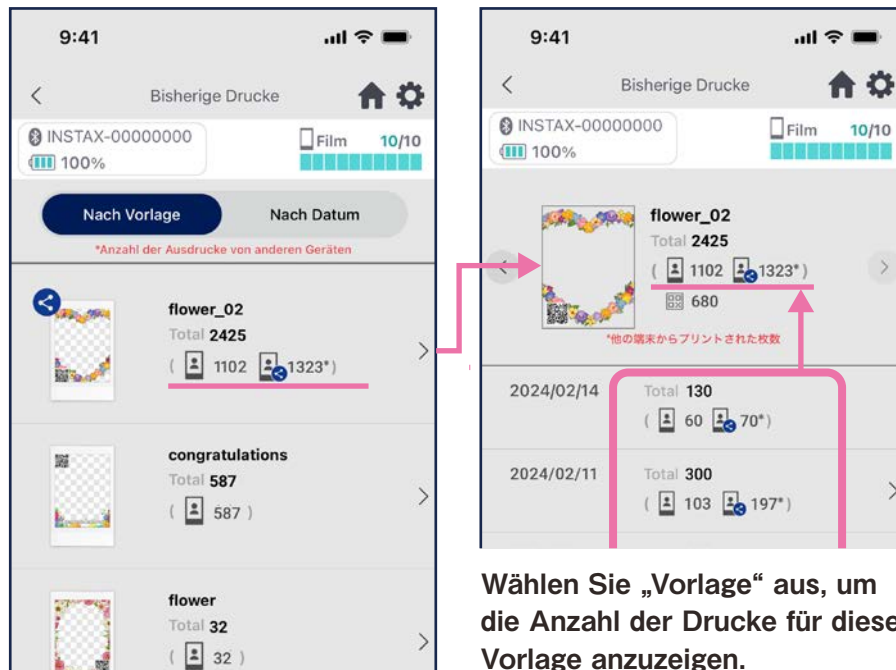 9:41
Bisherige Drucke
INSTAX-00000000
100%
Film 10/10
Nach Vorlage Nach Datum
*Anzahl der Ausdrucke von anderen Geräten
flower_02
Total 2425
( 1102 1323*)
congratulations
Total 587
( 587 )
flower
Total 32
( 32 )
9:41
Bisherige Drucke
INSTAX-00000000
100%
Film 10/10
flower_02
Total 2425
( 1102 1323*)
680
*他の端末からプリントされた枚数
2024/02/14 Total 130
( 60 70*)
2024/02/11 Total 300
( 103 197*)
Wählen Sie „Vorlage“ aus, um
die Anzahl der Drucke für diese
Vorlage anzuzeigen.